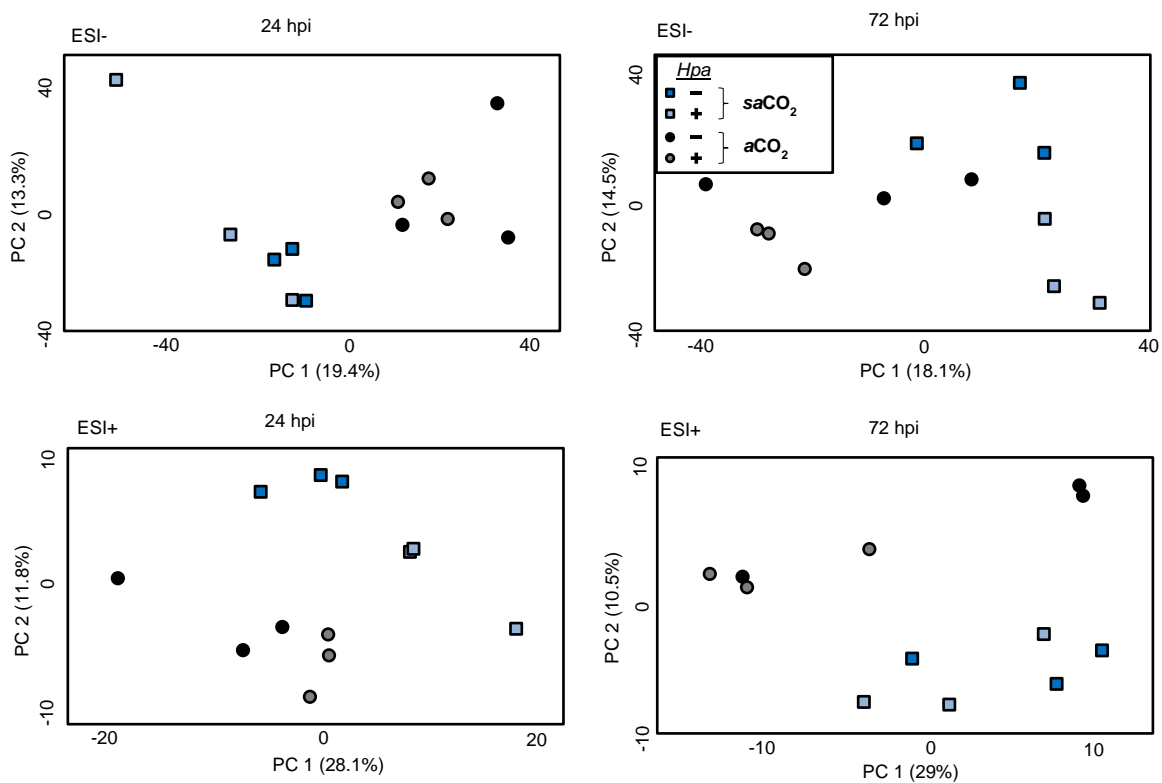 24 hpi
ESI-
40
0
-40
PC 2 (13.3%)
-40
0
40
PC 1 (19.4%)
72 hpi
ESI-
Hpa
−
+
saCO₂
−
+
aCO₂
40
0
-40
PC 2 (14.5%)
-40
0
40
PC 1 (18.1%)
24 hpi
ESI+
10
0
-10
PC 2 (11.8%)
-20
0
20
PC 1 (28.1%)
72 hpi
ESI+
10
0
-10
PC 2 (10.5%)
-10
0
10
PC 1 (29%)